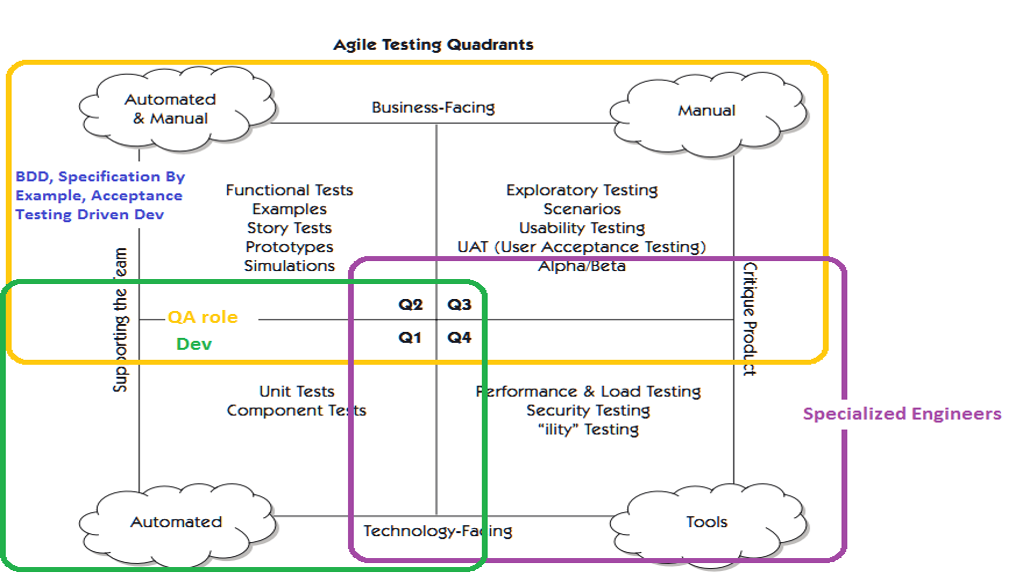 Agile Testing Quadrants
Automated
& Manual
Business-Facing
Manual
BDD, Specification By
Example, Acceptance
Testing Driven Dev
Functional Tests
Examples
Story Tests
Prototypes
Simulations
Exploratory Testing
Scenarios
Usability Testing
UAT (User Acceptance Testing)
Alpha/Beta
Supporting the Team
Critique Product
Q2
Q3
QA role
Dev
Q1
Q4
Unit Tests
Component Tests
Performance & Load Testing
Security Testing
“ility” Testing
Specialized Engineers
Automated
Technology-Facing
Tools